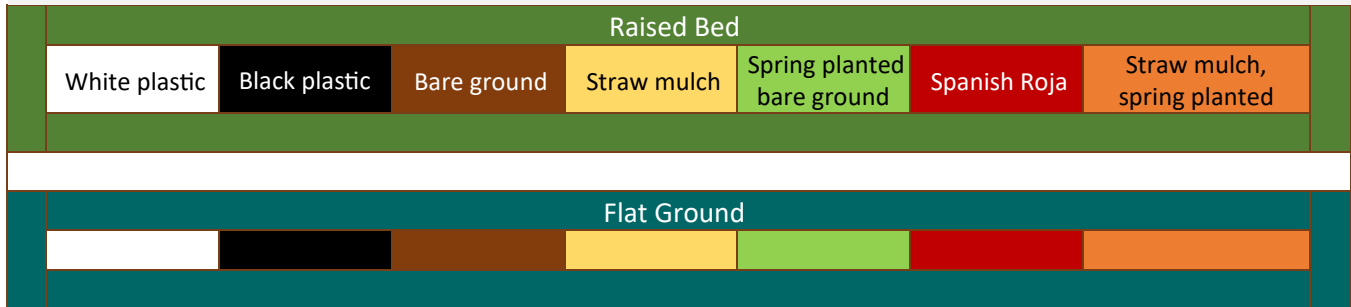 Raised Bed
White plastic
Black plastic
Bare ground
Straw mulch
Spring planted
bare ground
Spanish Roja
Straw mulch,
spring planted
Flat Ground